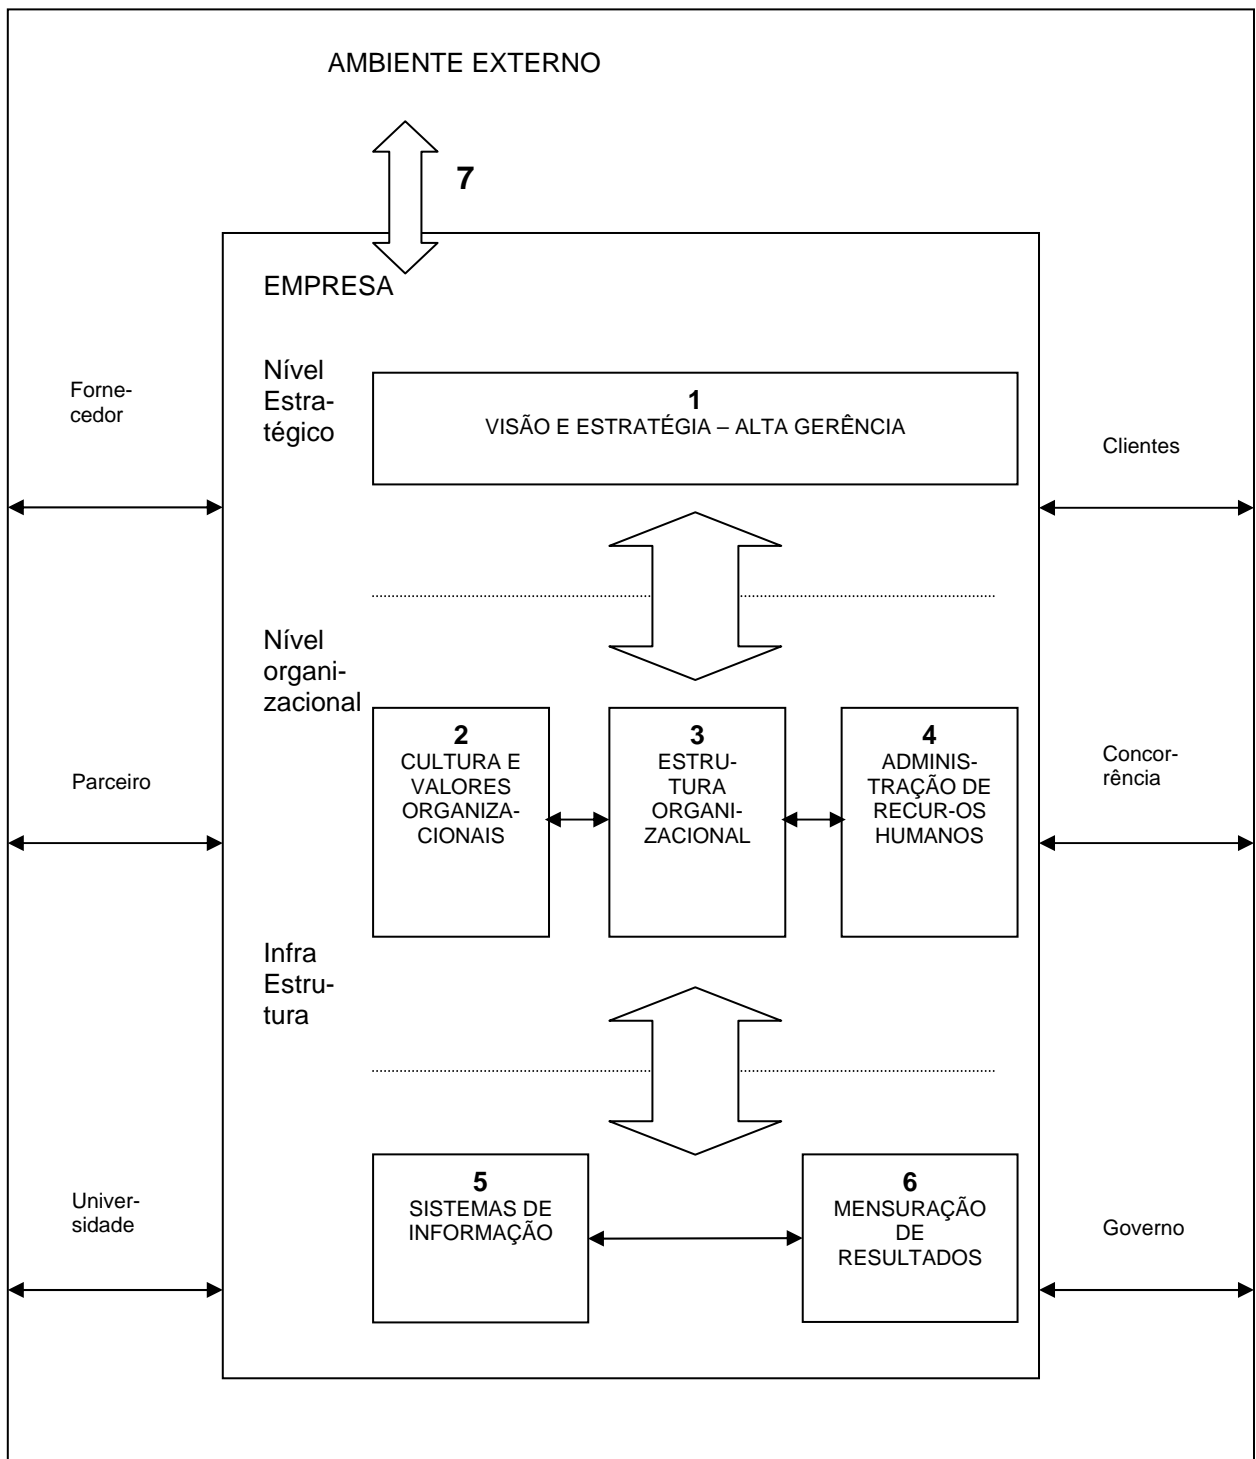 AMBIENTE EXTERNO
7
EMPRESA
Nível
Estra-
tégico
1
VISÃO E ESTRATÉGIA – ALTA GERÊNCIA
Forne-
cedor
Clientes
Nível
organi-
zacional
2
CULTURA E
VALORES
ORGANIZA-
CIONAIS
3
ESTRU-
TURA
ORGANI-
ZACIONAL
4
ADMINIS-
TRAÇÃO DE
RECUR-OS
HUMANOS
Parceiro
Concor-
rência
Infra
Estru-
tura
5
SISTEMAS DE
INFORMAÇÃO
6
MENSURAÇÃO
DE
RESULTADOS
Univer-
sidade
Governo